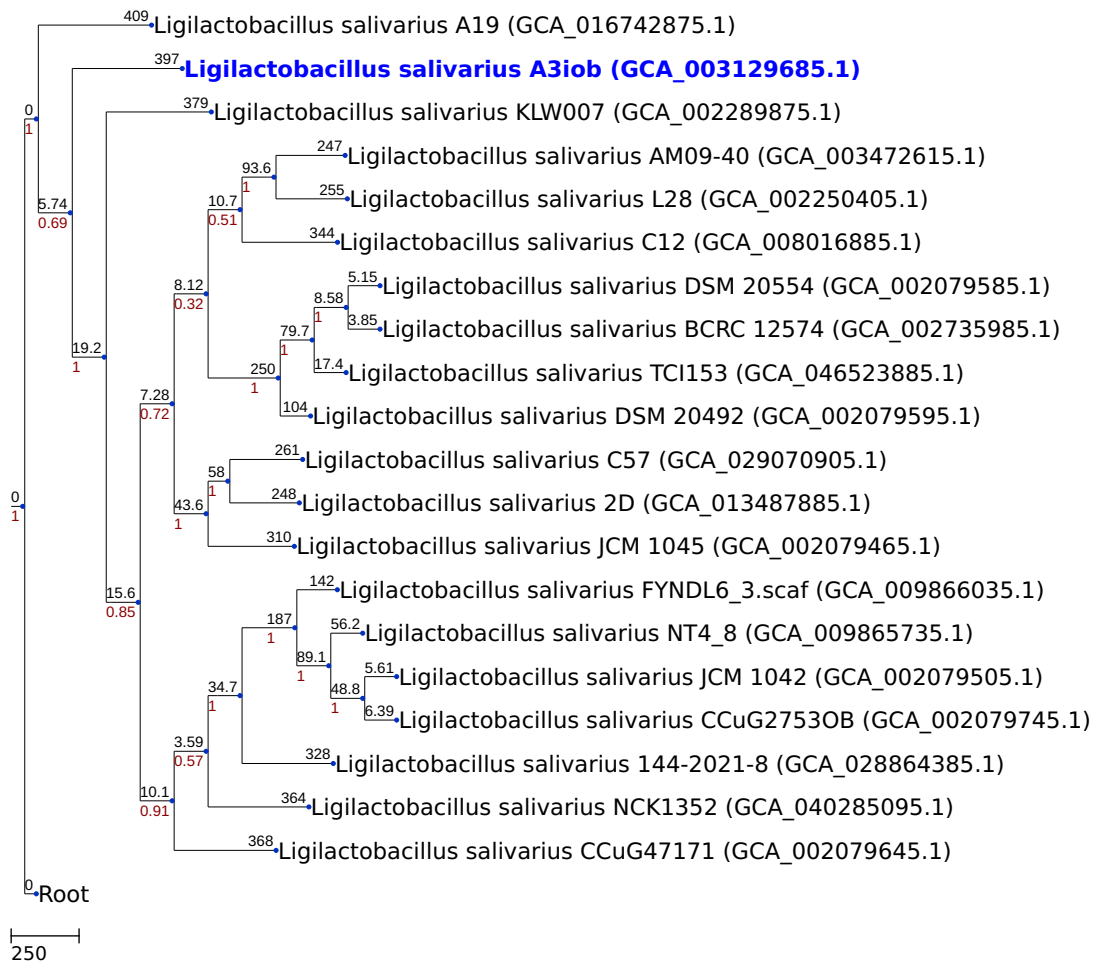 409
Ligilactobacillus salivarius A19 (GCA_016742875.1)
397
Ligilactobacillus salivarius A3iob (GCA_003129685.1)
0
1
379
Ligilactobacillus salivarius KLW007 (GCA_002289875.1)
247
Ligilactobacillus salivarius AM09-40 (GCA_003472615.1)
93.6
1
255
Ligilactobacillus salivarius L28 (GCA_002250405.1)
10.7
0.51
5.74
0.69
344
Ligilactobacillus salivarius C12 (GCA_008016885.1)
8.12
0.32
5.15
Ligilactobacillus salivarius DSM 20554 (GCA_002079585.1)
8.58
1
3.85
Ligilactobacillus salivarius BCRC 12574 (GCA_002735985.1)
79.7
1
19.2
1
17.4
Ligilactobacillus salivarius TCI153 (GCA_046523885.1)
250
1
7.28
0.72
104
Ligilactobacillus salivarius DSM 20492 (GCA_002079595.1)
261
Ligilactobacillus salivarius C57 (GCA_029070905.1)
58
1
248
Ligilactobacillus salivarius 2D (GCA_013487885.1)
0
1
43.6
1
310
Ligilactobacillus salivarius JCM 1045 (GCA_002079465.1)
15.6
0.85
142
Ligilactobacillus salivarius FYNDL6_3.scaf (GCA_009866035.1)
187
1
56.2
Ligilactobacillus salivarius NT4_8 (GCA_009865735.1)
89.1
1
5.61
Ligilactobacillus salivarius JCM 1042 (GCA_002079505.1)
34.7
1
48.8
1
6.39
Ligilactobacillus salivarius CCuG2753OB (GCA_002079745.1)
3.59
0.57
328
Ligilactobacillus salivarius 144-2021-8 (GCA_028864385.1)
10.1
0.91
364
Ligilactobacillus salivarius NCK1352 (GCA_040285095.1)
368
Ligilactobacillus salivarius CCuG47171 (GCA_002079645.1)
0
Root
250